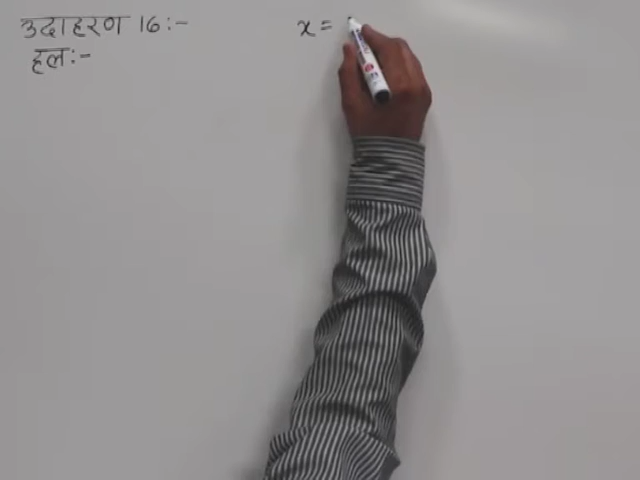 उदाहरण 16:- x =
हल:-